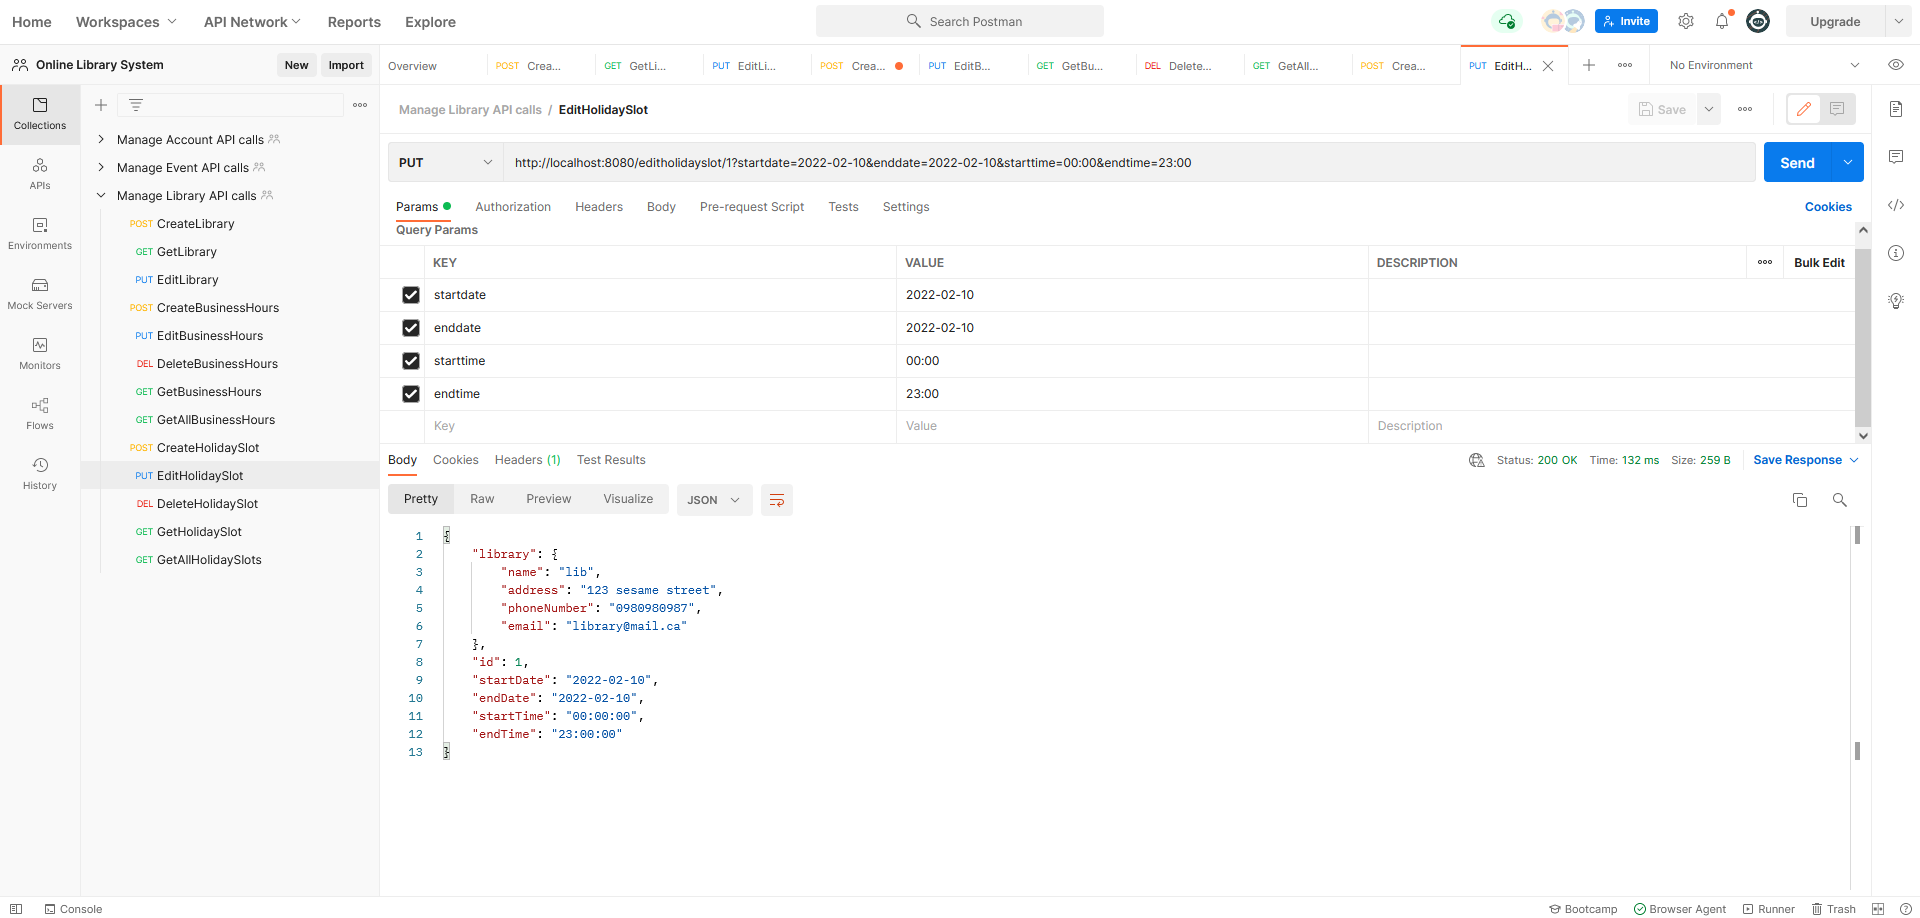 Home Workspaces API Network Reports Explore Search Postman Invite Upgrade
Online Library System New Import
Overview POST Crea... GET GetLi... PUT EditLi... POST Crea... PUT EditB... GET GetBu... DEL Delete... GET GetAll... POST Crea... PUT EditH... No Environment
Collections
APIs
Environments
Mock Servers
Monitors
Flows
History
Manage Account API calls
Manage Event API calls
Manage Library API calls
POST CreateLibrary
GET GetLibrary
PUT EditLibrary
POST CreateBusinessHours
PUT EditBusinessHours
DEL DeleteBusinessHours
GET GetBusinessHours
GET GetAllBusinessHours
POST CreateHolidaySlot
PUT EditHolidaySlot
DEL DeleteHolidaySlot
GET GetHolidaySlot
GET GetAllHolidaySlots
Manage Library API calls / EditHolidaySlot Save
PUT http://localhost:8080/editholidayslot/1?startdate=2022-02-10&enddate=2022-02-10&starttime=00:00&endtime=23:00 Send
Params Authorization Headers Body Pre-request Script Tests Settings Cookies
Query Params
KEY VALUE DESCRIPTION Bulk Edit
startdate 2022-02-10
enddate 2022-02-10
starttime 00:00
endtime 23:00
Key Value Description
Body Cookies Headers (1) Test Results Status: 200 OK Time: 132 ms Size: 259 B Save Response
Pretty Raw Preview Visualize JSON
1 {
2 "library": {
3 "name": "lib",
4 "address": "123 sesame street",
5 "phoneNumber": "0980980987",
6 "email": "library@mail.ca"
7 },
8 "id": 1,
9 "startDate": "2022-02-10",
10 "endDate": "2022-02-10",
11 "startTime": "00:00:00",
12 "endTime": "23:00:00"
13 }
Console Bootcamp Browser Agent Runner Trash